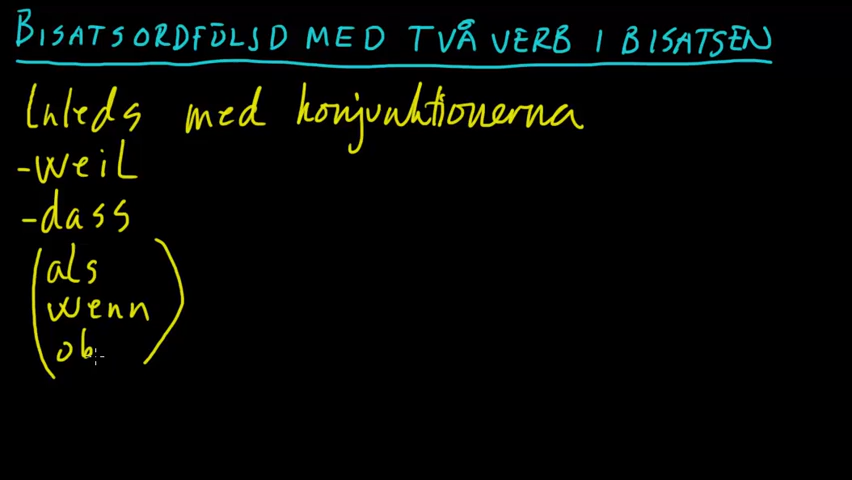 BISATSORDFÖLJD MED TVÅ VERB I BISATSEN
Inleds med konjunktionerna
-weil
-dass
(als
wenn
ob)